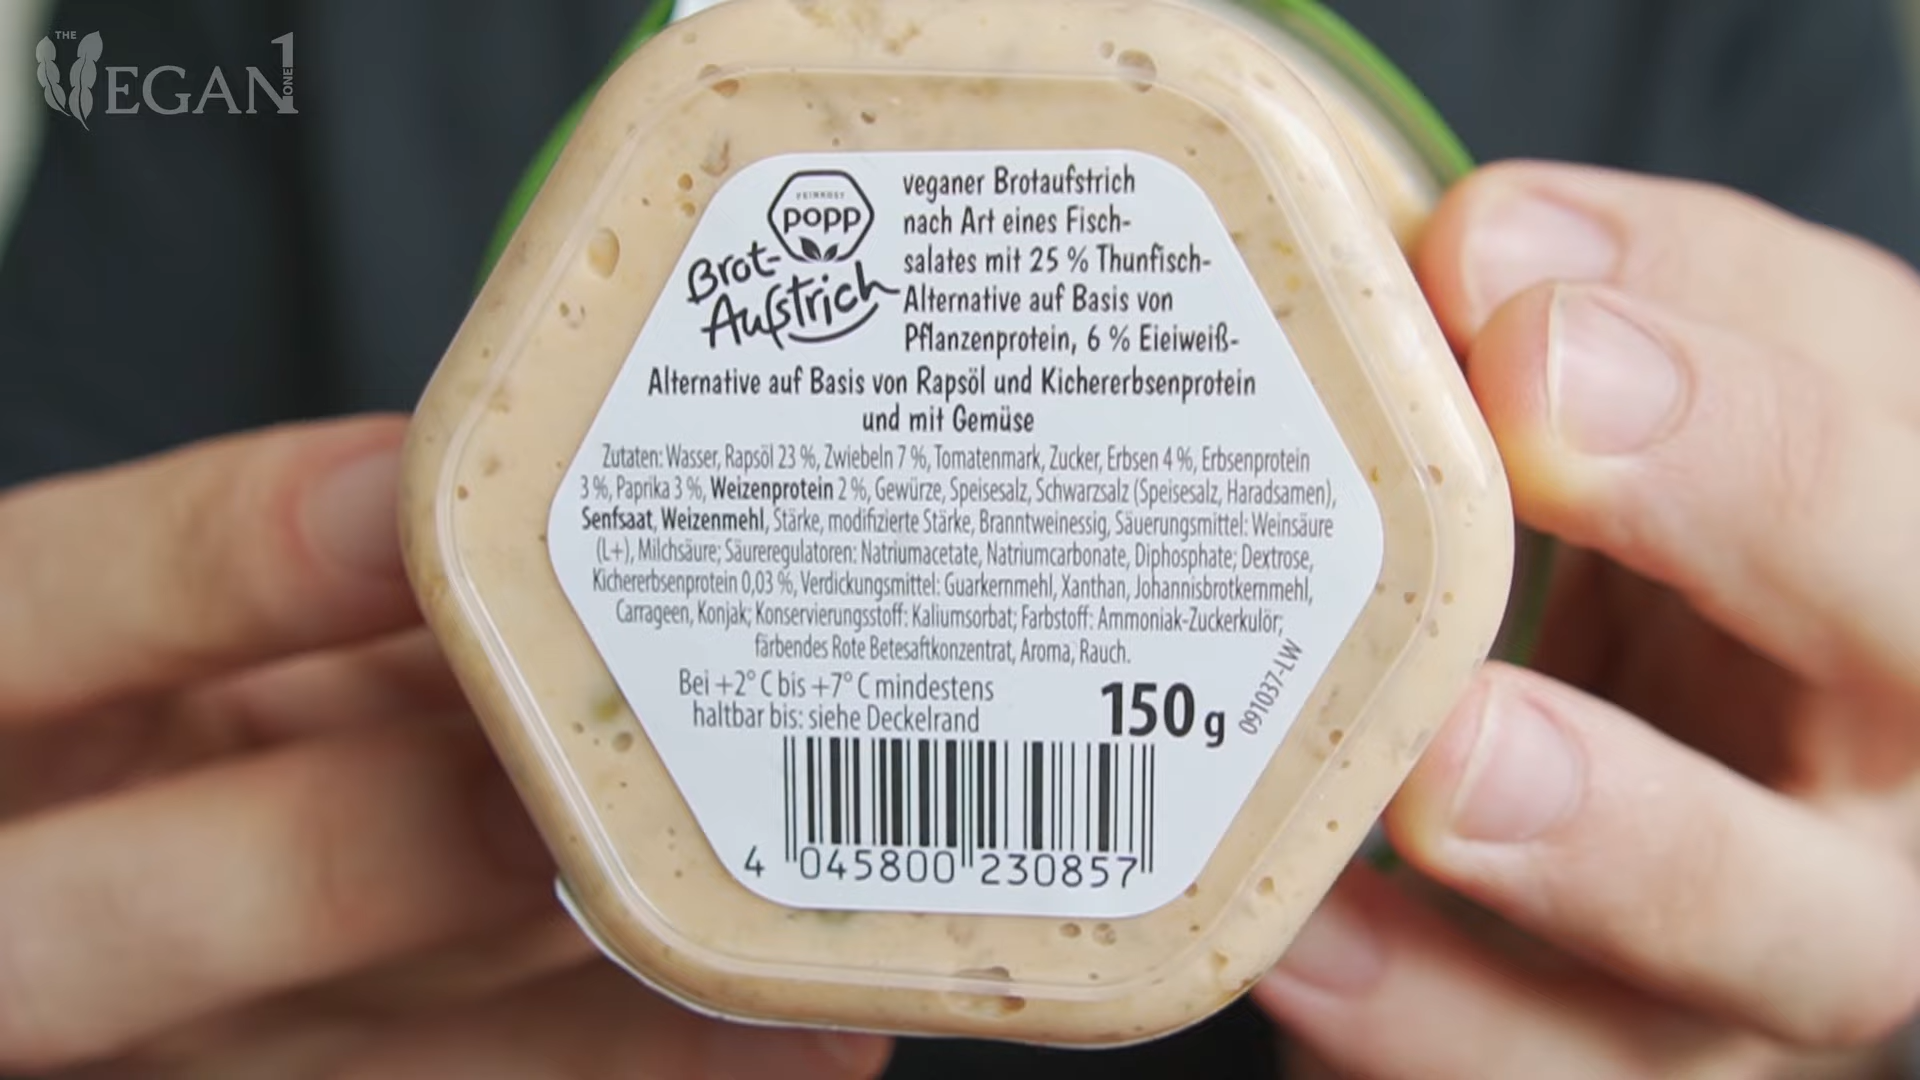 THE
VEGAN
ONE
1
FEINKOST
popp
Brot-
Aufstrich
veganer Brotaufstrich
nach Art eines Fisch-
salates mit 25 % Thunfisch-
Alternative auf Basis von
Pflanzenprotein, 6 % Eieiweiß-
Alternative auf Basis von Rapsöl und Kichererbsenprotein
und mit Gemüse
Zutaten: Wasser, Rapsöl 23 %, Zwiebeln 7 %, Tomatenmark, Zucker, Erbsen 4 %, Erbsenprotein
3 %, Paprika 3 %, Weizenprotein 2 %, Gewürze, Speisesalz, Schwarzsalz (Speisesalz, Haradsamen),
Senfsaat, Weizenmehl, Stärke, modifizierte Stärke, Branntweinessig, Säuerungsmittel: Weinsäure
(L+), Milchsäure; Säureregulatoren: Natriumacetate, Natriumcarbonate, Diphosphate; Dextrose,
Kichererbsenprotein 0,03 %, Verdickungsmittel: Guarkernmehl, Xanthan, Johannisbrotkernmehl,
Carrageen, Konjak; Konservierungsstoff: Kaliumsorbat; Farbstoff: Ammoniak-Zuckerkulör;
färbendes Rote Betesaftkonzentrat, Aroma, Rauch.
Bei +2° C bis +7° C mindestens
haltbar bis: siehe Deckelrand
150 g
091037-LW
4 045800 230857